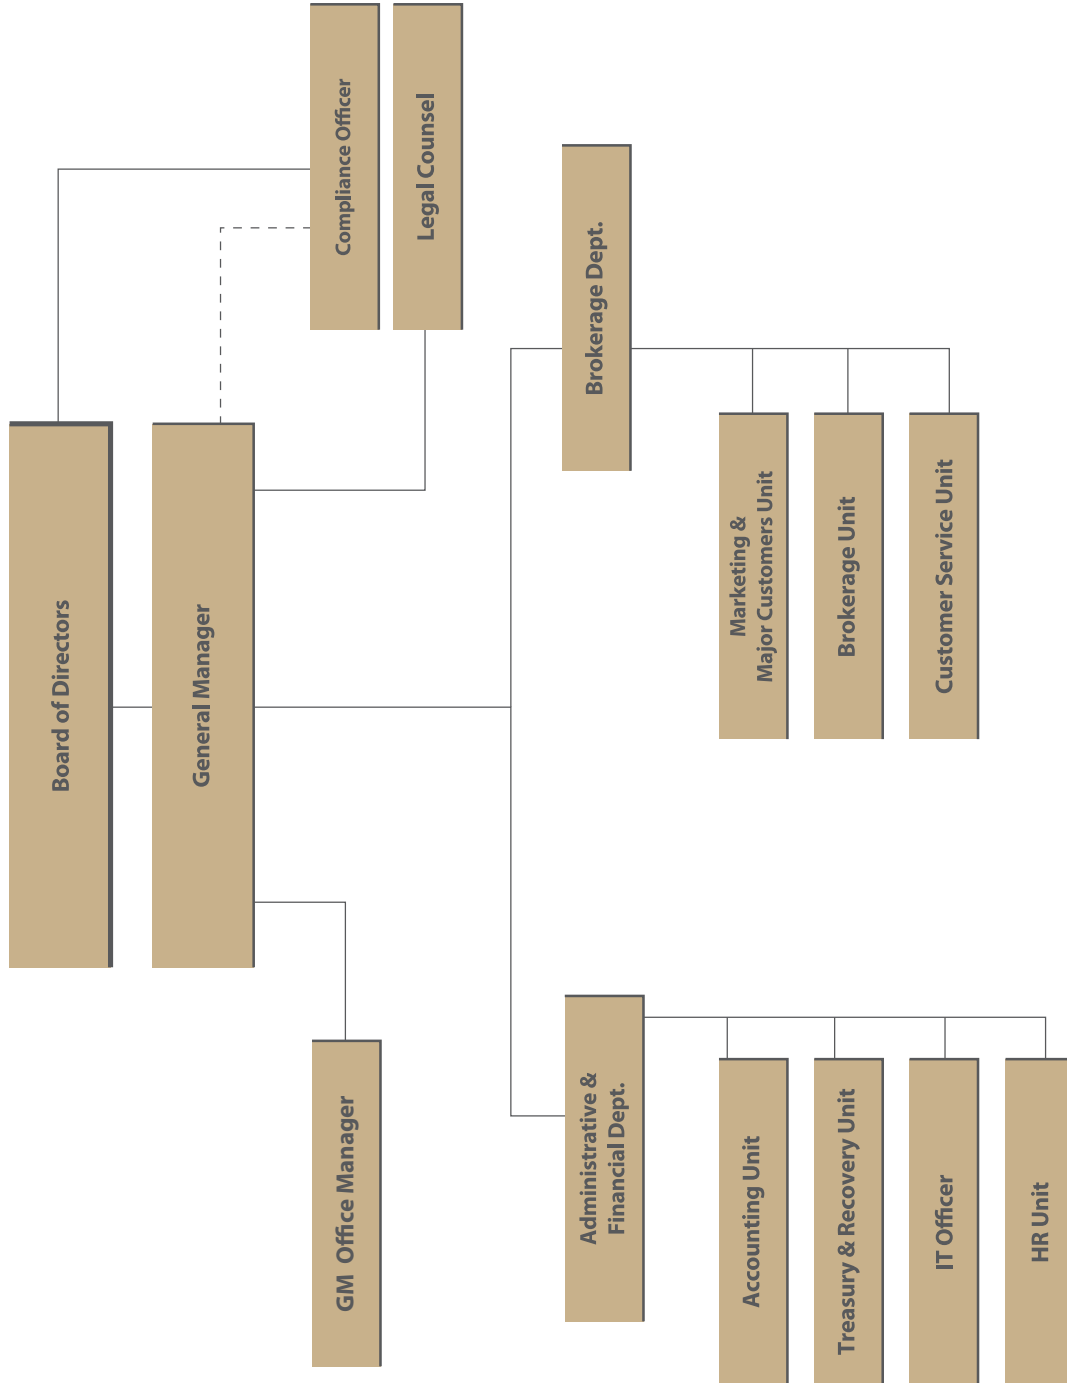 Board of Directors
General Manager
Compliance Officer
Legal Counsel
GM Office Manager
Administrative &
Financial Dept.
Brokerage Dept.
Accounting Unit
Treasury & Recovery Unit
IT Officer
HR Unit
Marketing &
Major Customers Unit
Brokerage Unit
Customer Service Unit